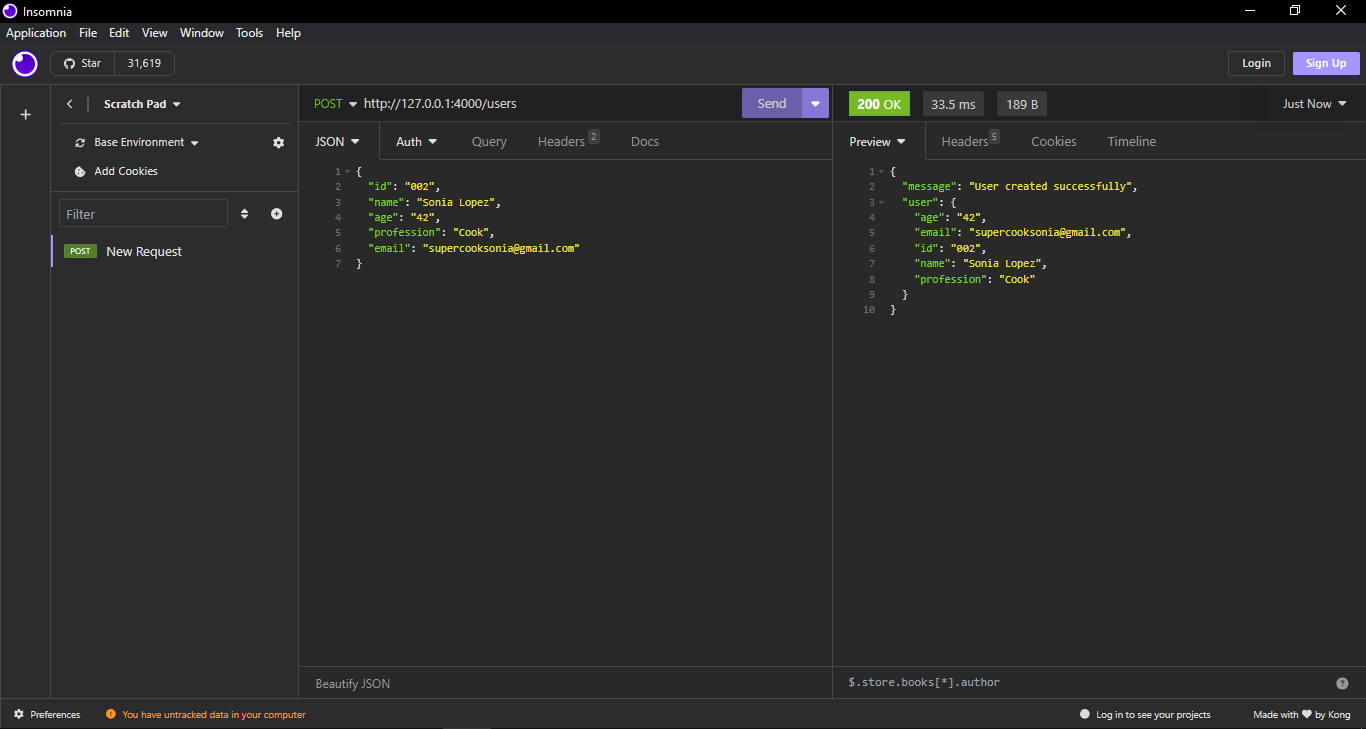 Insomnia
Application File Edit View Window Tools Help
Star 31,619 Login Sign Up
Scratch Pad
Base Environment
Add Cookies
Filter
POST New Request
POST http://127.0.0.1:4000/users Send
JSON Auth Query Headers 2 Docs
1 {
2 "id": "002",
3 "name": "Sonia Lopez",
4 "age": "42",
5 "profession": "Cook",
6 "email": "supercooksonia@gmail.com"
7 }
Beautify JSON
200 OK 33.5 ms 189 B Just Now
Preview Headers 5 Cookies Timeline
1 {
2 "message": "User created successfully",
3 "user": {
4 "age": "42",
5 "email": "supercooksonia@gmail.com",
6 "id": "002",
7 "name": "Sonia Lopez",
8 "profession": "Cook"
9 }
10 }
$.store.books[*].author
Preferences You have untracked data in your computer Log in to see your projects Made with ♥ by Kong